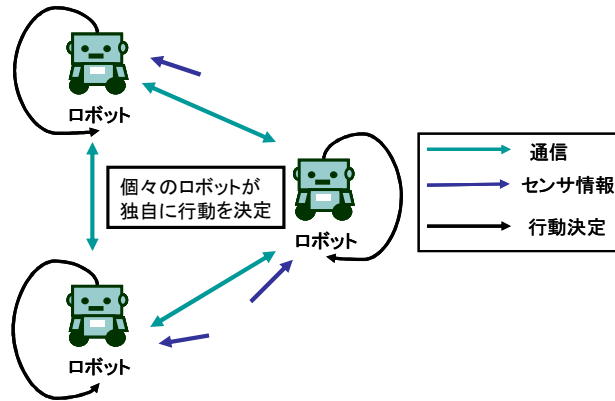 ロボット
個々のロボットが
独自に行動を決定
ロボット
ロボット
通信
センサ情報
行動決定